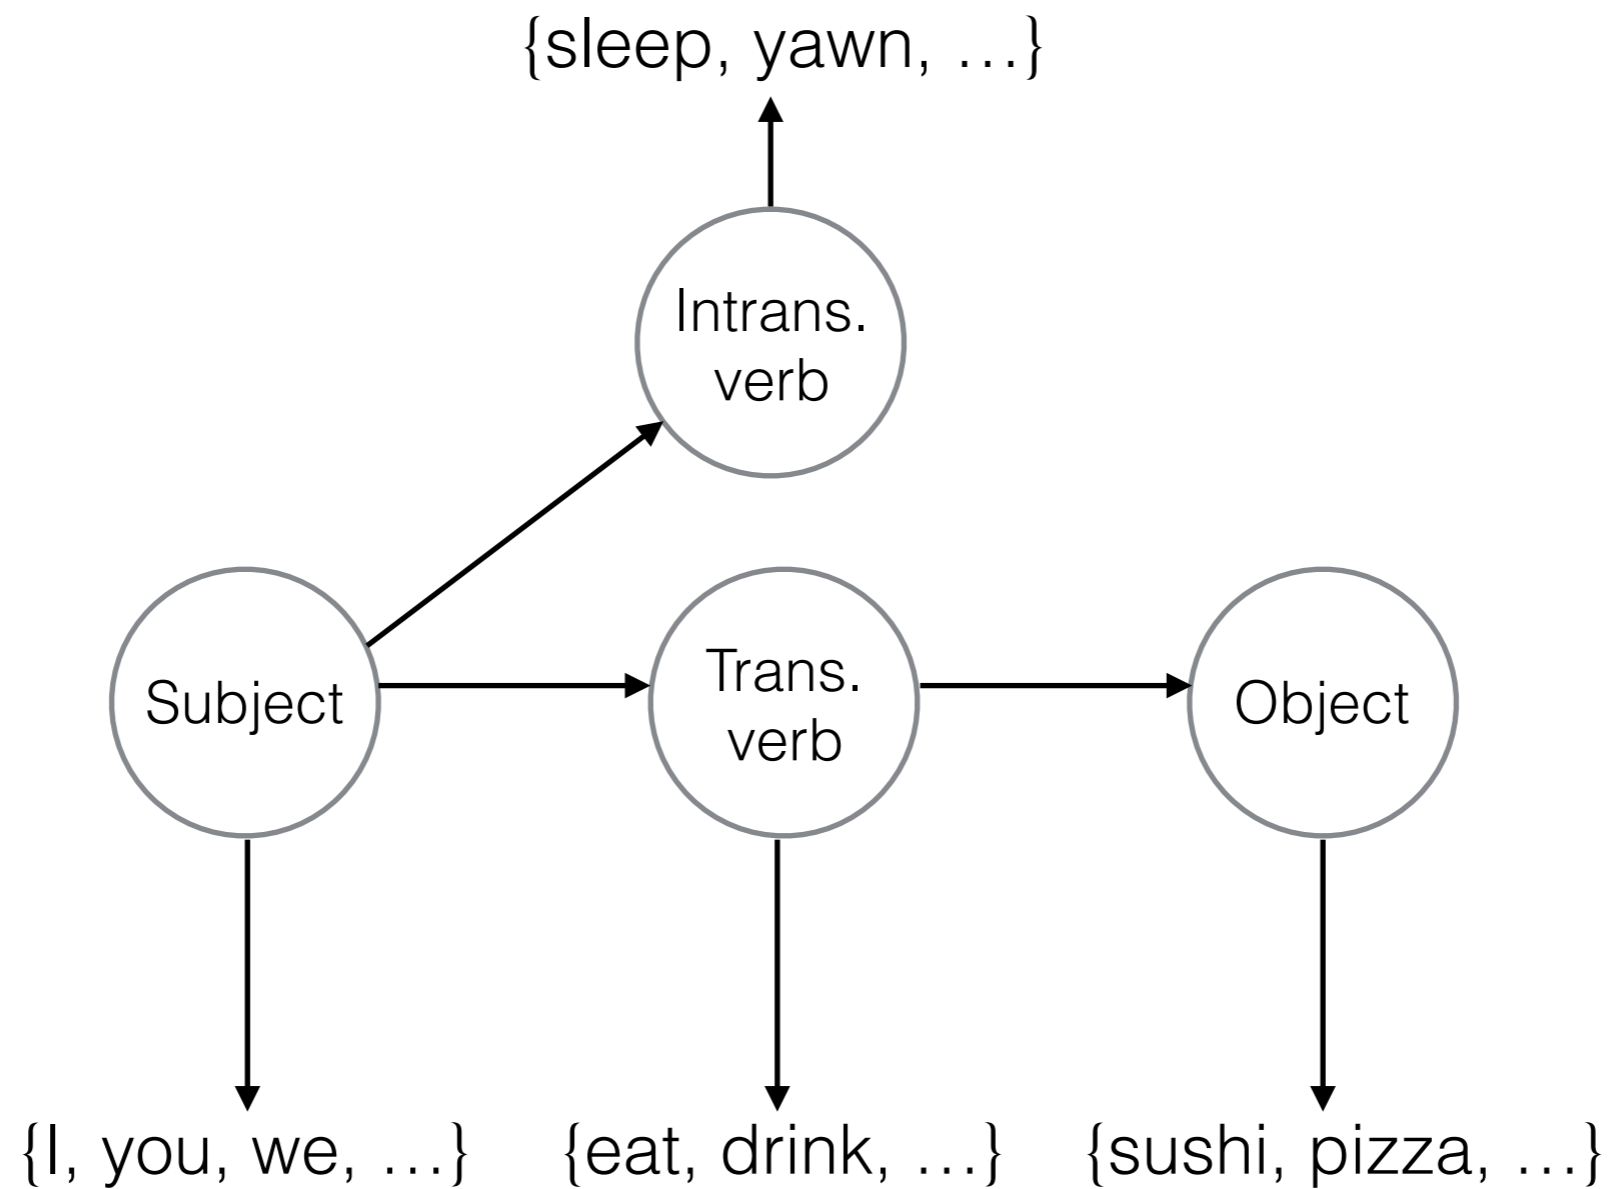 {sleep, yawn, …}
Intrans.
verb
Subject
Trans.
verb
Object
{I, you, we, …}
{eat, drink, …}
{sushi, pizza, …}